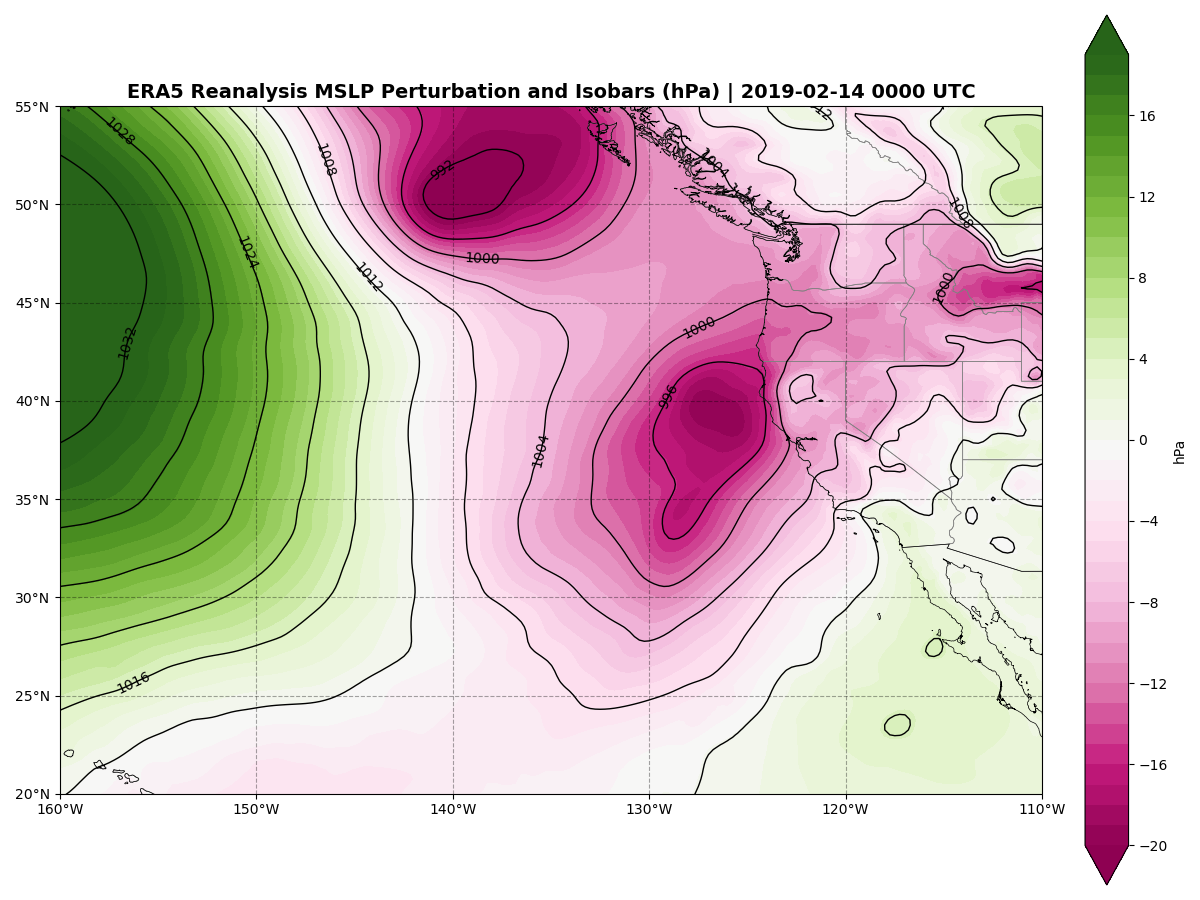 ERA5 Reanalysis MSLP Perturbation and Isobars (hPa) | 2019-02-14 0000 UTC
55°N
50°N
45°N
40°N
35°N
30°N
25°N
20°N
160°W
150°W
140°W
130°W
120°W
110°W
1028
1008
992
1004
1008
1024
1012
1000
1000
1000
1032
996
1004
1016
16
12
8
4
0
−4
−8
−12
−16
−20
hPa